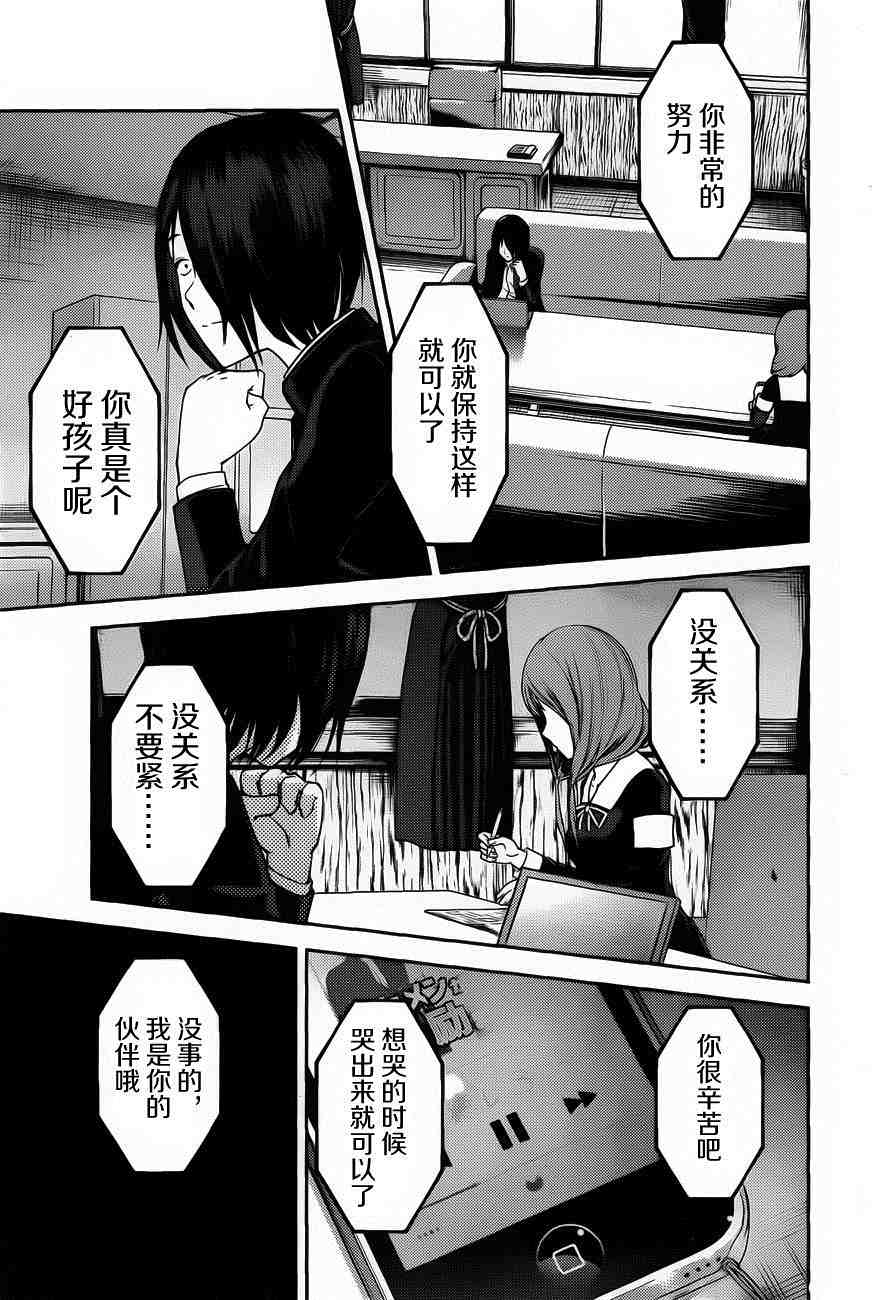 你非常的
努力
你就保持这样
就可以了
你真是个
好孩子呢
没关系……
没关系
不要紧……
你很辛苦吧
想哭的时候
哭出来就可以了
没事的，
我是你的
伙伴哦